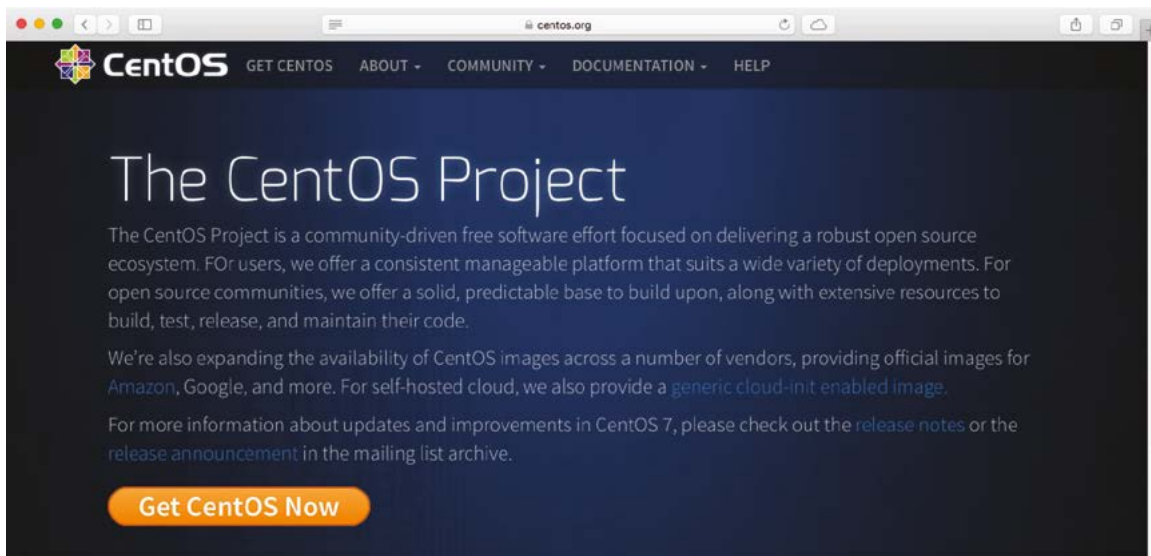 centos.org
CentOS GET CENTOS ABOUT COMMUNITY DOCUMENTATION HELP
The CentOS Project
The CentOS Project is a community-driven free software effort focused on delivering a robust open source
ecosystem. FOr users, we offer a consistent manageable platform that suits a wide variety of deployments. For
open source communities, we offer a solid, predictable base to build upon, along with extensive resources to
build, test, release, and maintain their code.
We're also expanding the availability of CentOS images across a number of vendors, providing official images for
Amazon, Google, and more. For self-hosted cloud, we also provide a generic cloud-init enabled image.
For more information about updates and improvements in CentOS 7, please check out the release notes or the
release announcement in the mailing list archive.
Get CentOS Now